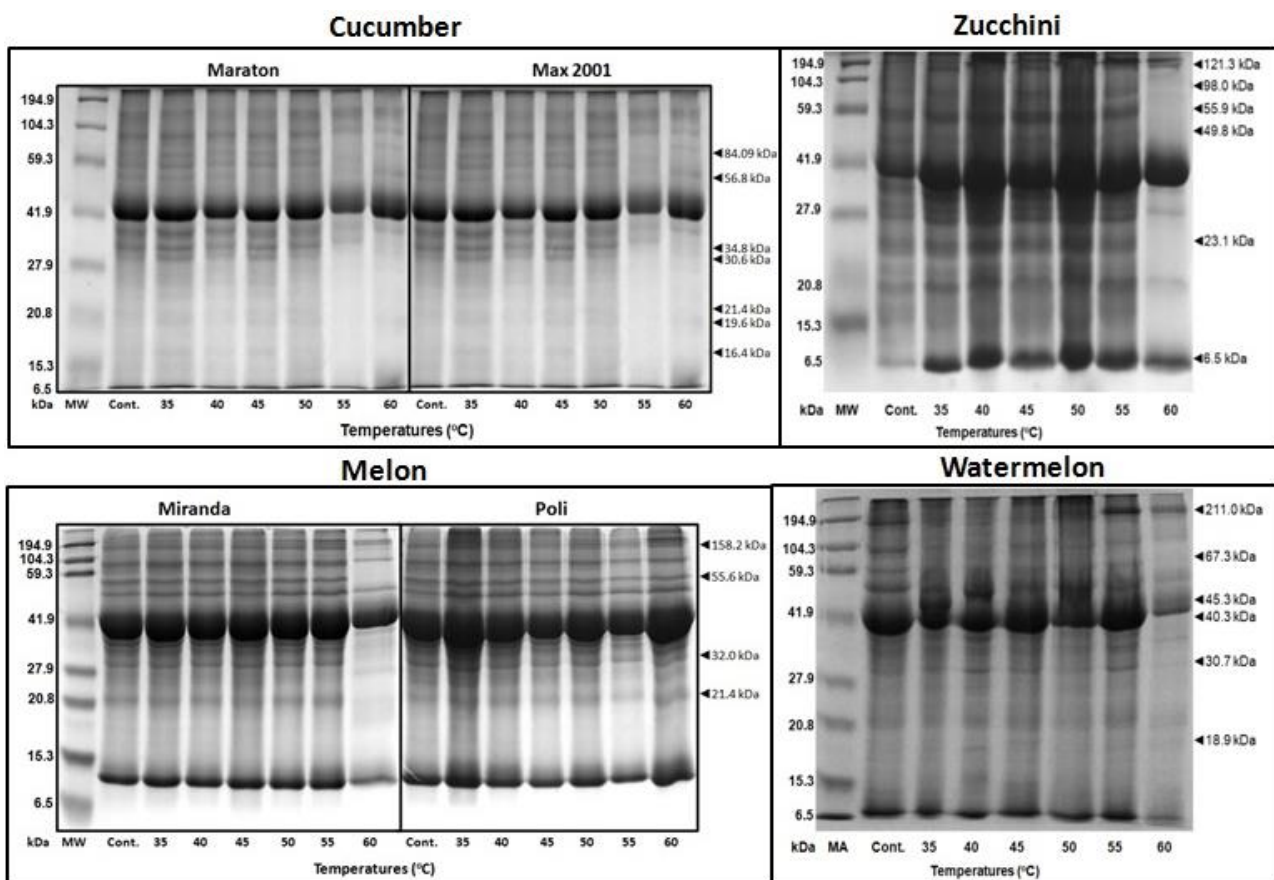 Cucumber
Maraton Max 2001
194.9
104.3
59.3
41.9
27.9
20.8
15.3
6.5
◄84.09 kDa
◄56.8 kDa
◄34.8 kDa
◄30.6 kDa
◄21.4 kDa
◄19.6 kDa
◄16.4 kDa
kDa MW Cont. 35 40 45 50 55 60 Cont. 35 40 45 50 55 60
Temperatures (ºC)
Zucchini
194.9
104.3
59.3
41.9
27.9
20.8
15.3
6.5
◄121.3 kDa
◄98.0 kDa
◄55.9 kDa
◄49.8 kDa
◄23.1 kDa
◄6.5 kDa
kDa MW Cont. 35 40 45 50 55 60
Temperatures (ºC)
Melon
Miranda Poli
194.9
104.3
59.3
41.9
27.9
20.8
15.3
6.5
◄158.2 kDa
◄55.6 kDa
◄32.0 kDa
◄21.4 kDa
kDa MW Cont. 35 40 45 50 55 60 Cont. 35 40 45 50 55 60
Temperatures (ºC)
Watermelon
194.9
104.3
59.3
41.9
27.9
20.8
15.3
6.5
◄211.0 kDa
◄67.3 kDa
◄45.3 kDa
◄40.3 kDa
◄30.7 kDa
◄18.9 kDa
kDa MA Cont. 35 40 45 50 55 60
Temperatures (ºC)